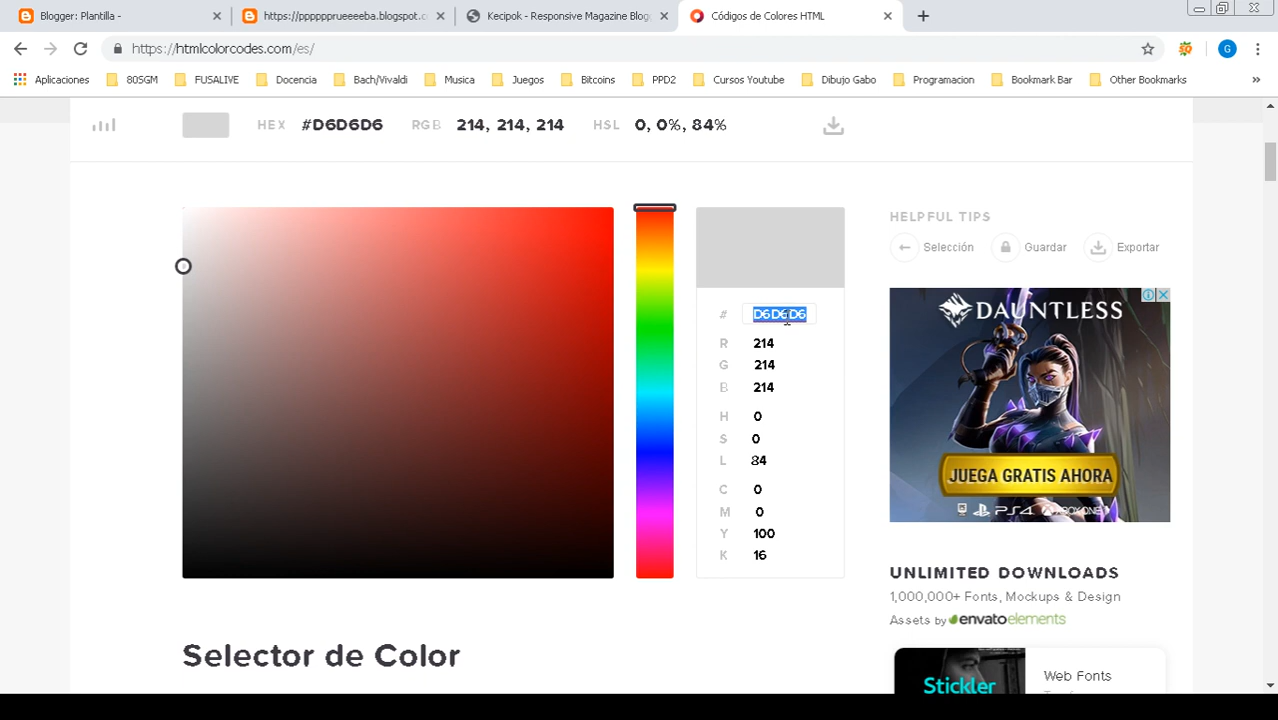 Blogger: Plantilla -
https://pppppprueeeeba.blogspot.c
Kecipok - Responsive Magazine Blog
Códigos de Colores HTML
https://htmlcolorcodes.com/es/
G
Aplicaciones
80SGM
FUSALIVE
Docencia
Bach/Vivaldi
Musica
Juegos
Bitcoins
PPD2
Cursos Youtube
Dibujo Gabo
Programacion
Bookmark Bar
Other Bookmarks
HEX #D6D6D6 RGB 214, 214, 214 HSL 0, 0%, 84%
# D6D6D6
R 214
G 214
B 214
H 0
S 0
L 84
C 0
M 0
Y 100
K 16
HELPFUL TIPS
Selección Guardar Exportar
DAUNTLESS
JUEGA GRATIS AHORA
PS4 XBOX ONE
UNLIMITED DOWNLOADS
1,000,000+ Fonts, Mockups & Design
Assets by envatoelements
Stickler
Web Fonts
Selector de Color